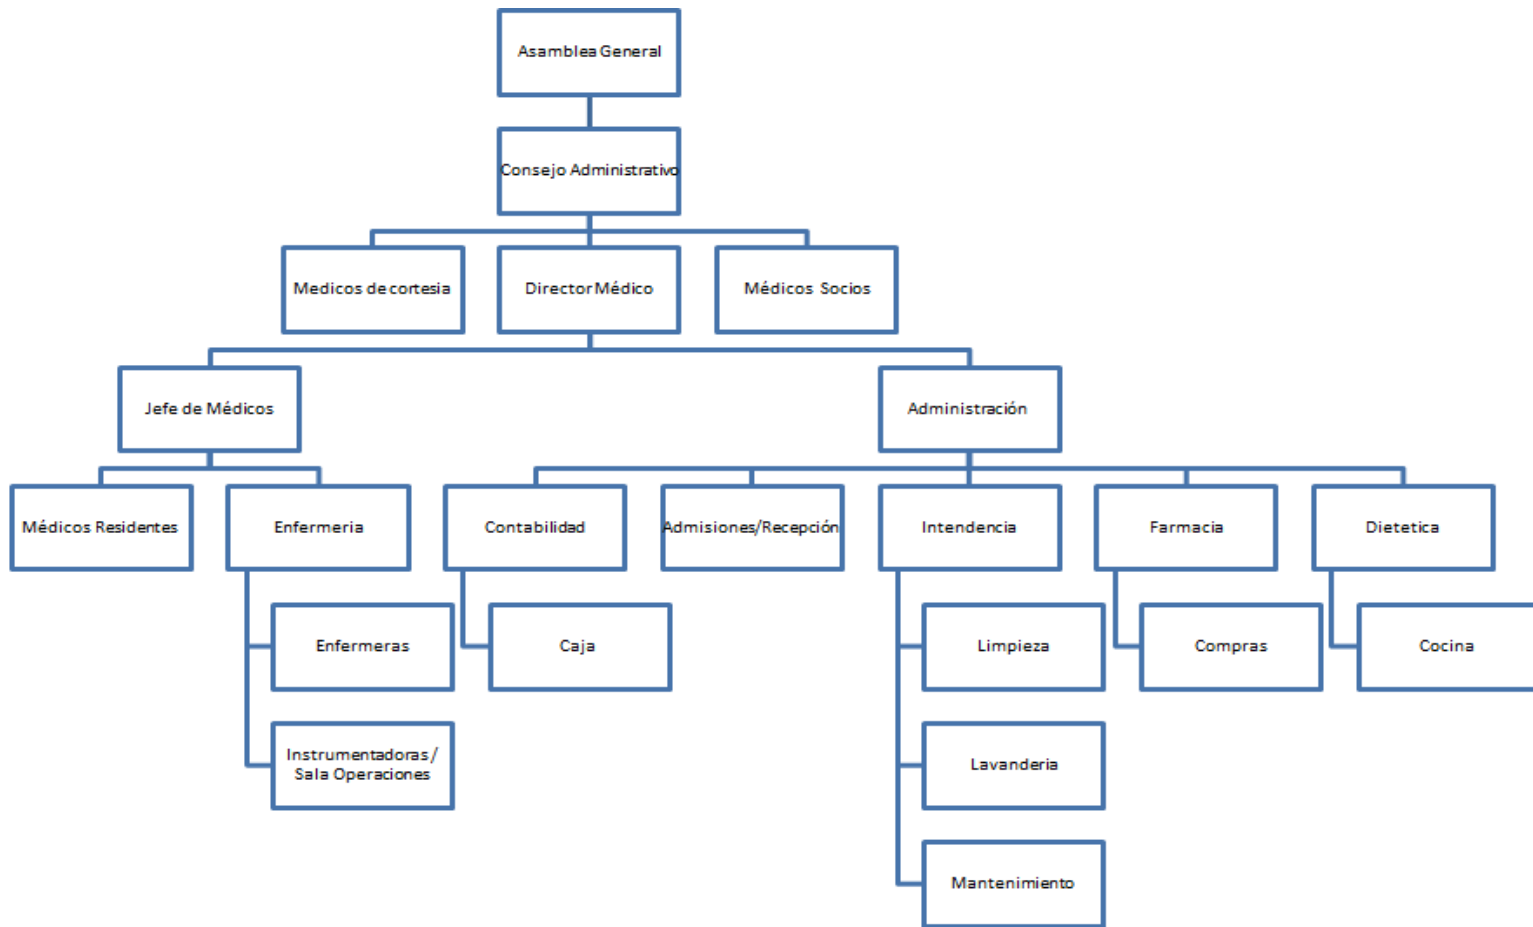 Asamblea General
Consejo Administrativo
Medicos de cortesia
Director Médico
Médicos Socios
Jefe de Médicos
Administración
Médicos Residentes
Enfermeria
Contabilidad
Admisiones/Recepción
Intendencia
Farmacia
Dietetica
Enfermeras
Caja
Limpieza
Compras
Cocina
Instrumentadoras /
Sala Operaciones
Lavanderia
Mantenimiento